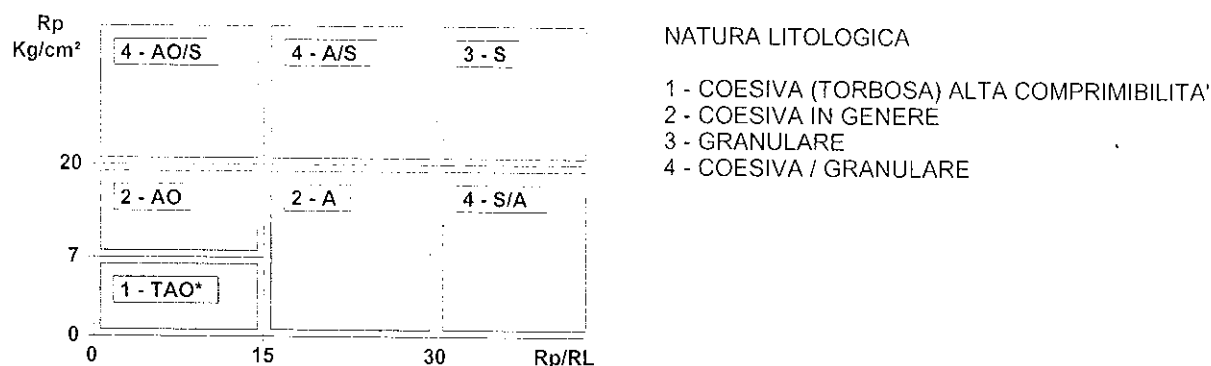 Rp
Kg/cm²
4 - AO/S
4 - A/S
3 - S
20
2 - AO
2 - A
4 - S/A
7
1 - TAO*
0
0
15
30
Rp/RL
NATURA LITOLOGICA
1 - COESIVA (TORBOSA) ALTA COMPRIMIBILITA'
2 - COESIVA IN GENERE
3 - GRANULARE
4 - COESIVA / GRANULARE